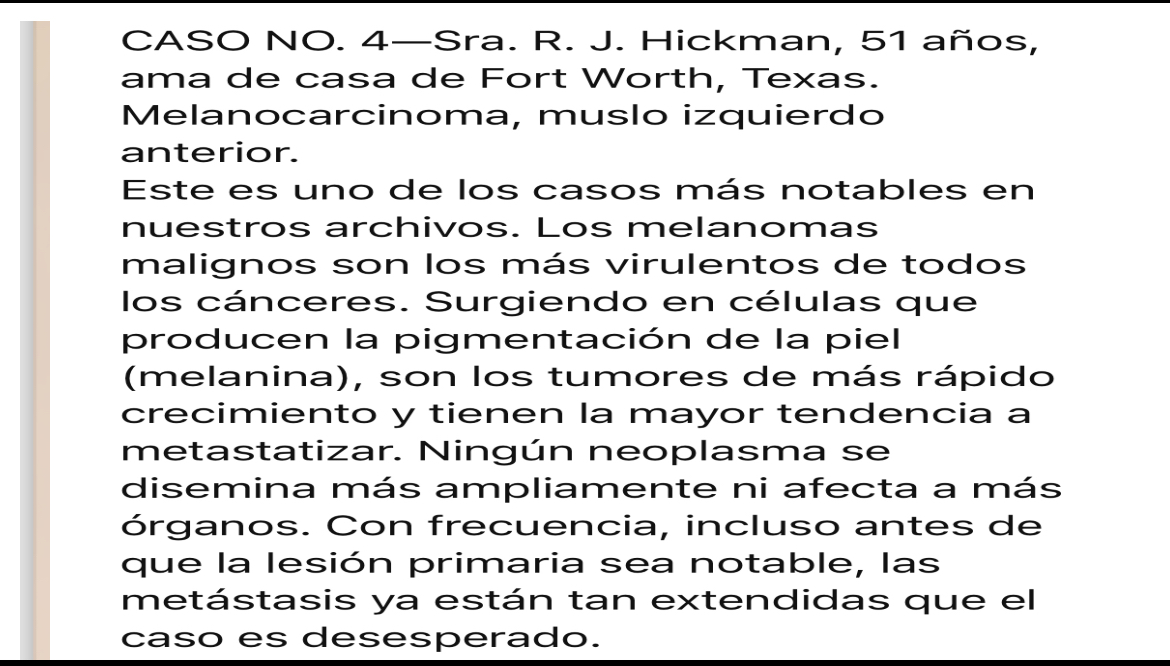 CASO NO. 4—Sra. R. J. Hickman, 51 años,
ama de casa de Fort Worth, Texas.
Melanocarcinoma, muslo izquierdo
anterior.
Este es uno de los casos más notables en
nuestros archivos. Los melanomas
malignos son los más virulentos de todos
los cánceres. Surgiendo en células que
producen la pigmentación de la piel
(melanina), son los tumores de más rápido
crecimiento y tienen la mayor tendencia a
metastatizar. Ningún neoplasma se
disemina más ampliamente ni afecta a más
órganos. Con frecuencia, incluso antes de
que la lesión primaria sea notable, las
metástasis ya están tan extendidas que el
caso es desesperado.